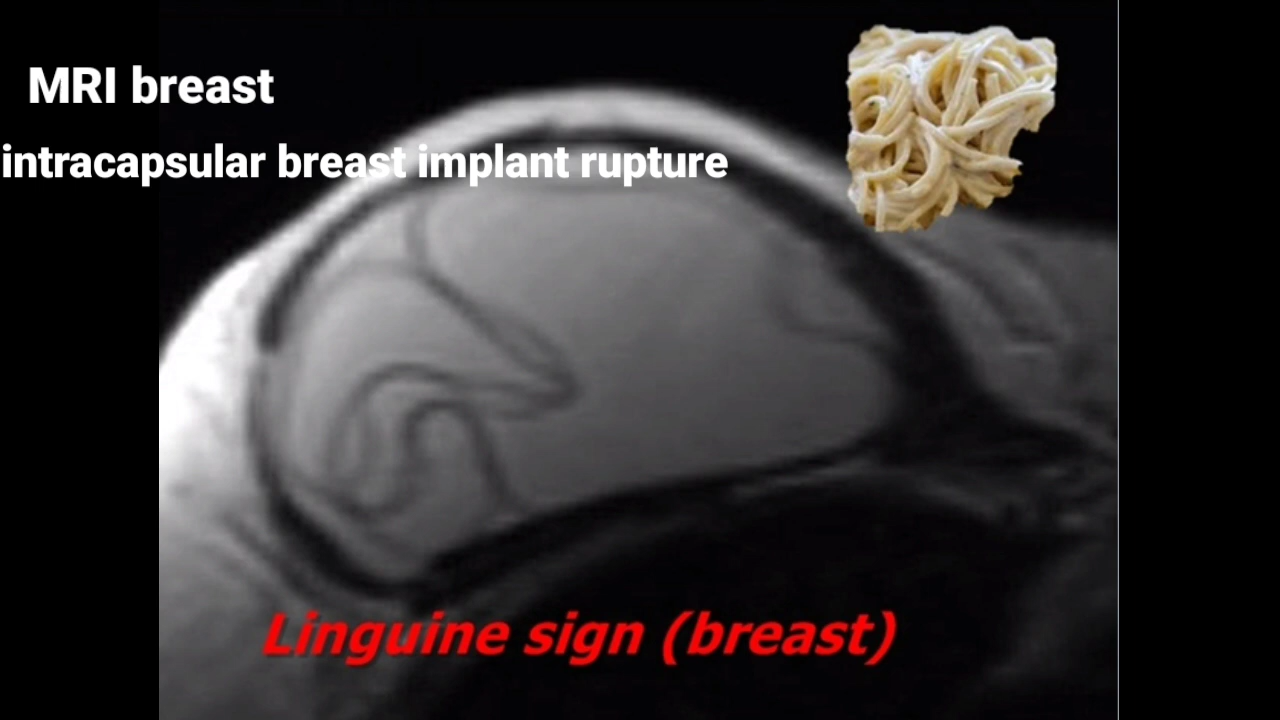 MRI breast
intracapsular breast implant rupture
Linguine sign (breast)